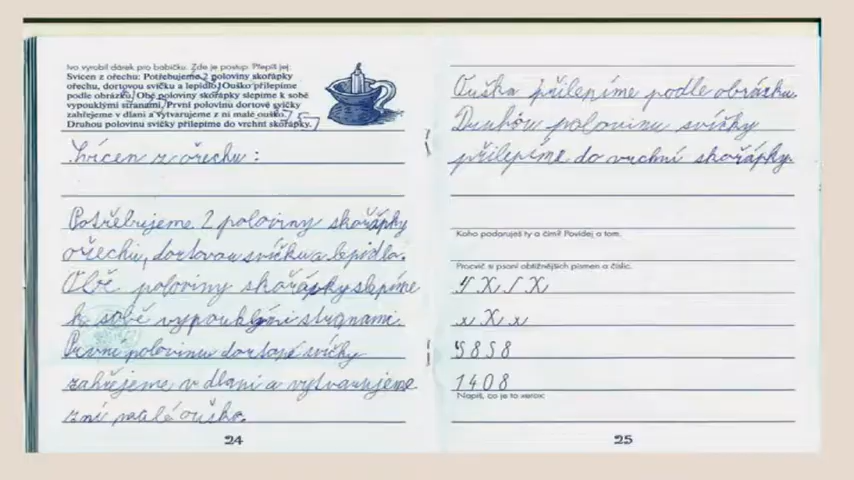 Ivo vyrobil dárek pro babičku. Zde je postup. Přepiš jej.
Svícen z ořechu: Potřebujeme 2 poloviny skořápky
ořechu, dortovou svíčku a lepidlo. Ouško přilepíme
podle obrázku. Obě poloviny skořápky slepíme k sobě
vypouklými stranami. První polovinu dortové svíčky
zahřejeme v dlani a vytvarujeme z ní malé ouško.
Druhou polovinu svíčky přilepíme do vrchní skořápky.
Svícen z ořechu:
Potřebujeme 2 poloviny skořápky
ořechu, dortovou svíčku a lepidlo.
Obě poloviny skořápky slepíme
k sobě vypouklými stranami.
První polovinu dortové svíčky
zahřejeme v dlani a vytvarujeme
z ní malé ouško.
24
Ouška přilepíme podle obrázku.
Druhou polovinu svíčky
přilepíme do vrchní skořápky.
Koho podaruješ ty a čím? Povídej o tom.
Procvič si psaní obtížnějších písmen a číslic.
X X
x X x
5858
1408
Napiš, co je to xerox:
25